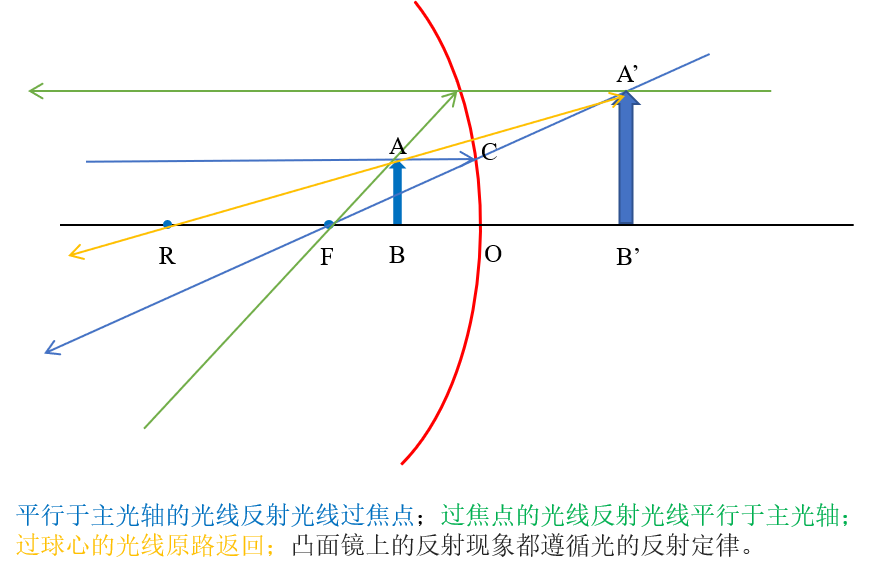 A’
A
C
R
F
B
O
B’
平行于主光轴的光线反射光线过焦点；过焦点的光线反射光线平行于主光轴；
过球心的光线原路返回；凸面镜上的反射现象都遵循光的反射定律。